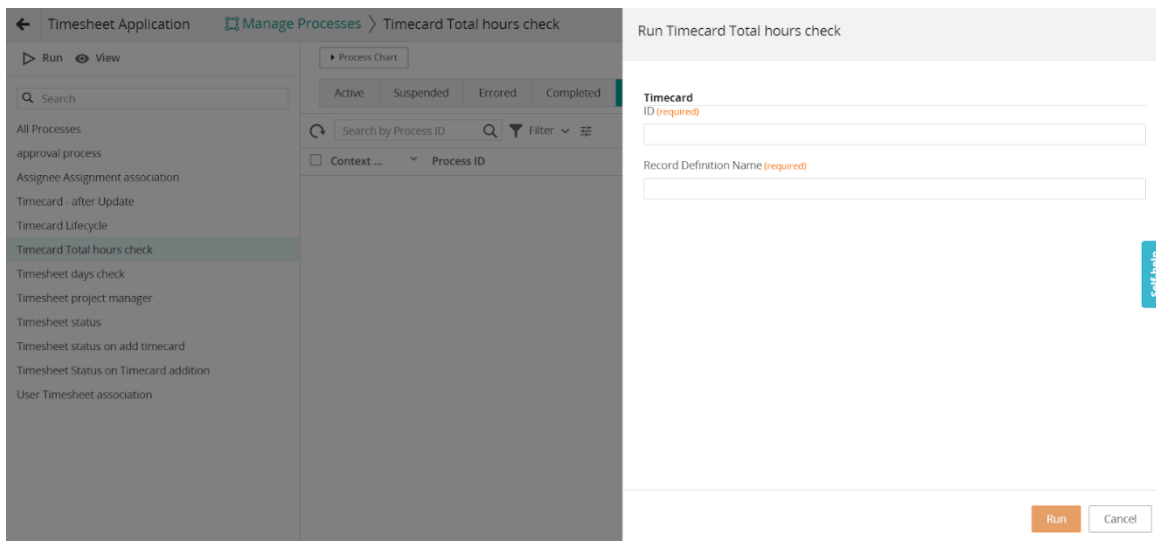 Timesheet Application
Manage Processes
Timecard Total hours check
Run
View
Search
All Processes
approval process
Assignee Assignment association
Timecard - after Update
Timecard Lifecycle
Timecard Total hours check
Timesheet days check
Timesheet project manager
Timesheet status
Timesheet status on add timecard
Timesheet Status on Timecard addition
User Timesheet association
Process Chart
Active
Suspended
Errored
Completed
Search by Process ID
Filter
Context ...
Process ID
Run Timecard Total hours check
Timecard
ID (required)
Record Definition Name (required)
Self-help
Run
Cancel